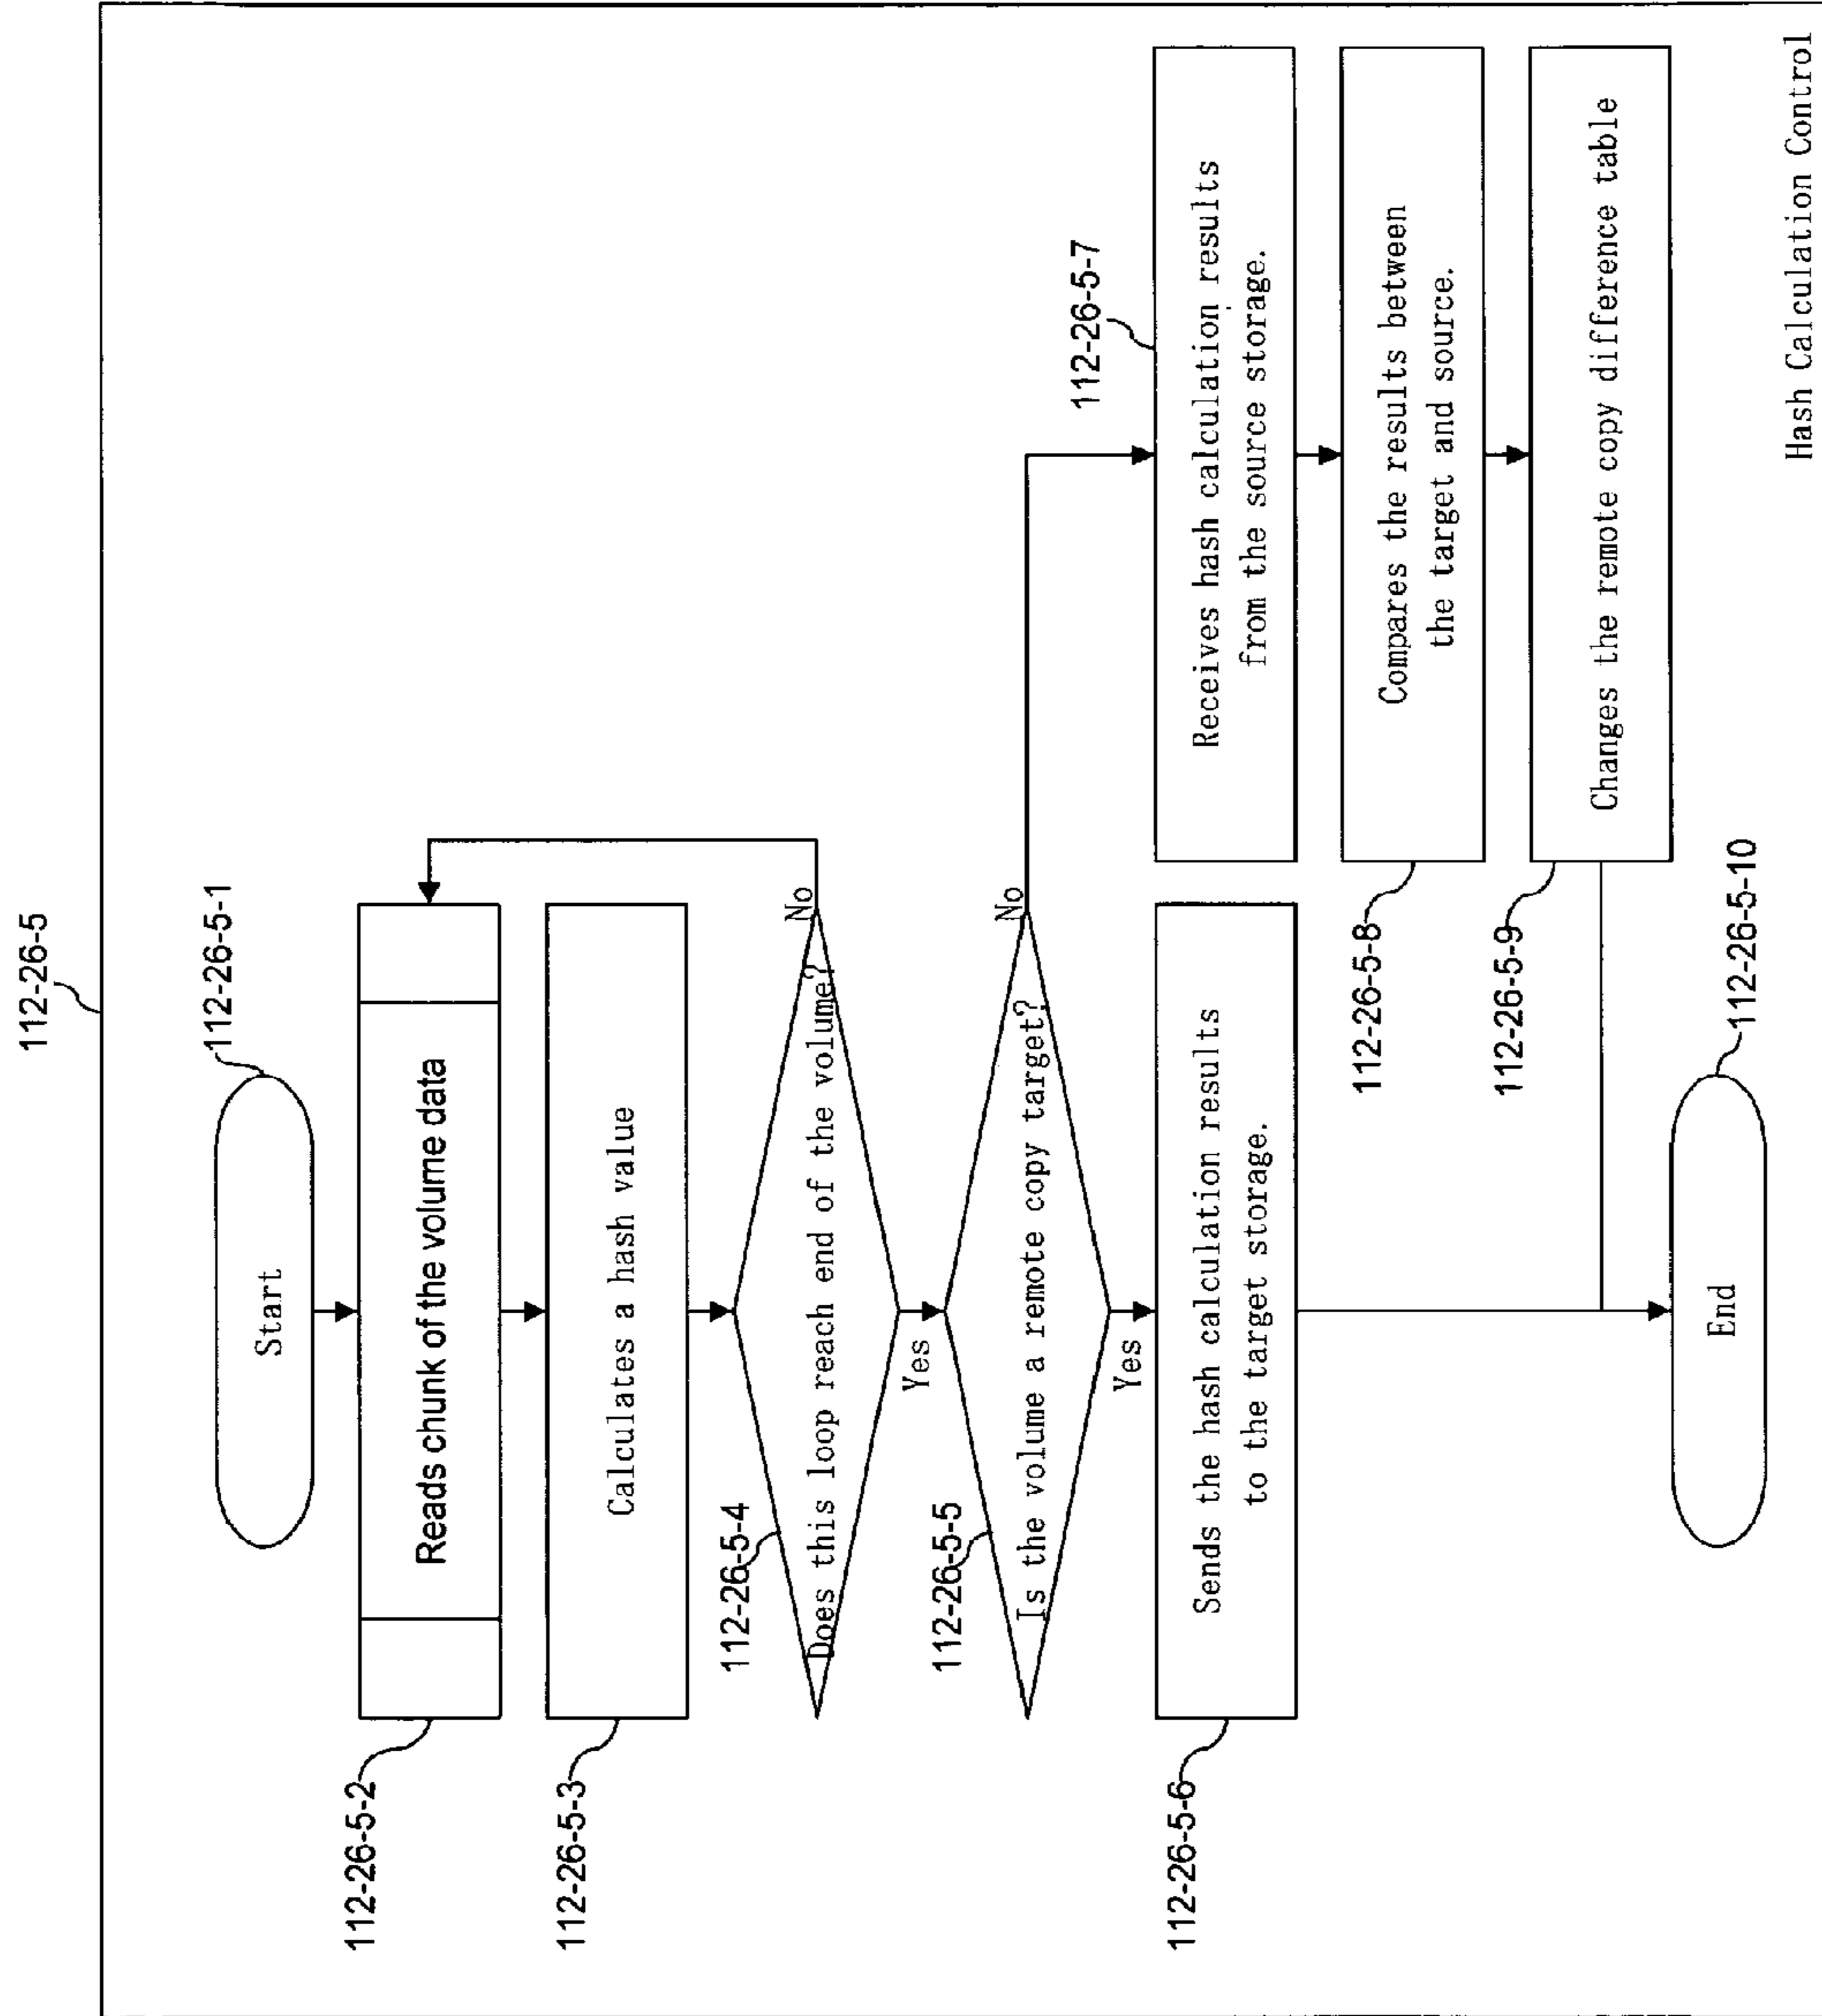 112-26-5
112-26-5-1
Start
112-26-5-2
Reads chunk of the volume data
112-26-5-3
Calculates a hash value
112-26-5-4
Does this loop reach end of the volume?
No
Yes
112-26-5-5
Is the volume a remote copy target?
No
Yes
112-26-5-6
Sends the hash calculation results
to the target storage.
112-26-5-7
Receives hash calculation results
from the source storage.
112-26-5-8
Compares the results between
the target and source.
112-26-5-9
Changes the remote copy difference table
112-26-5-10
End
Hash Calculation Control